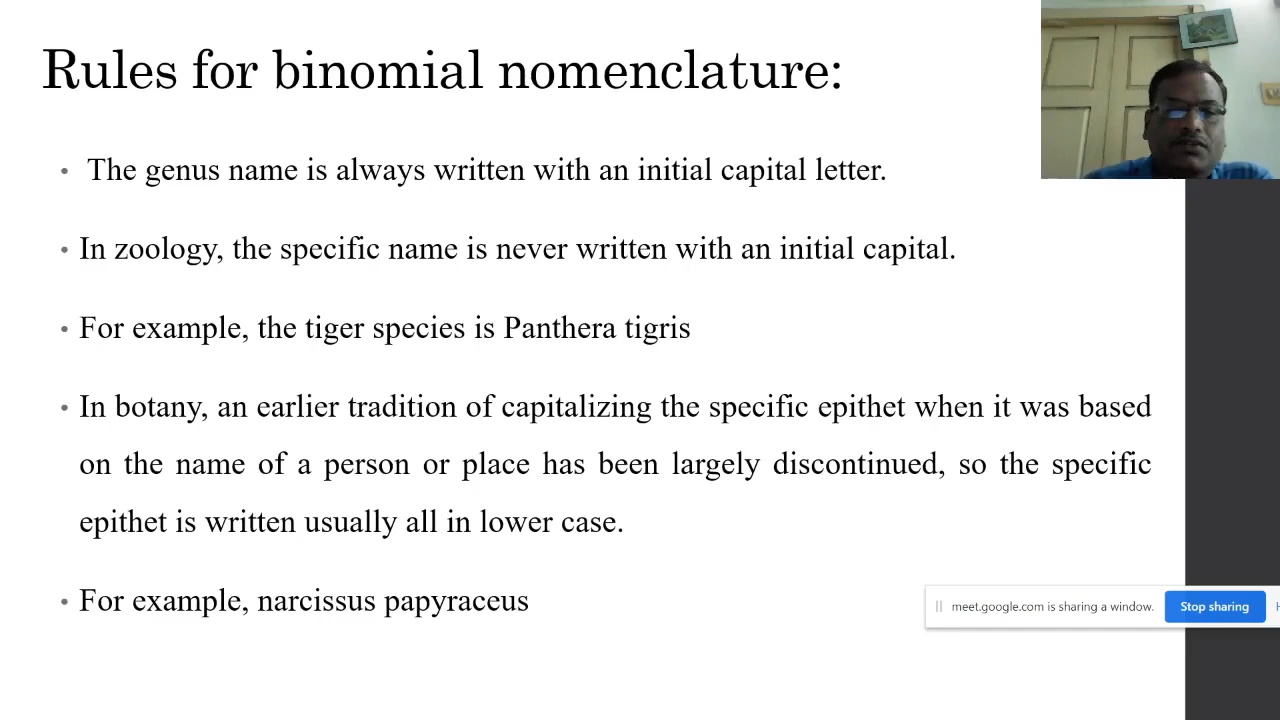 Rules for binomial nomenclature:
• The genus name is always written with an initial capital letter.
• In zoology, the specific name is never written with an initial capital.
• For example, the tiger species is Panthera tigris
• In botany, an earlier tradition of capitalizing the specific epithet when it was based
on the name of a person or place has been largely discontinued, so the specific
epithet is written usually all in lower case.
• For example, narcissus papyraceus
meet.google.com is sharing a window.
Stop sharing